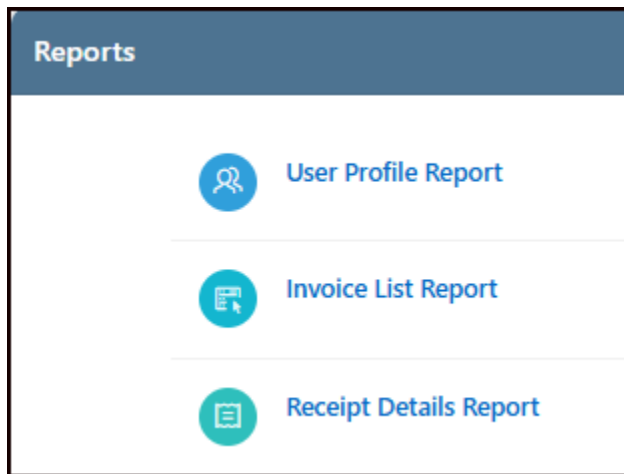 Reports
User Profile Report
Invoice List Report
Receipt Details Report